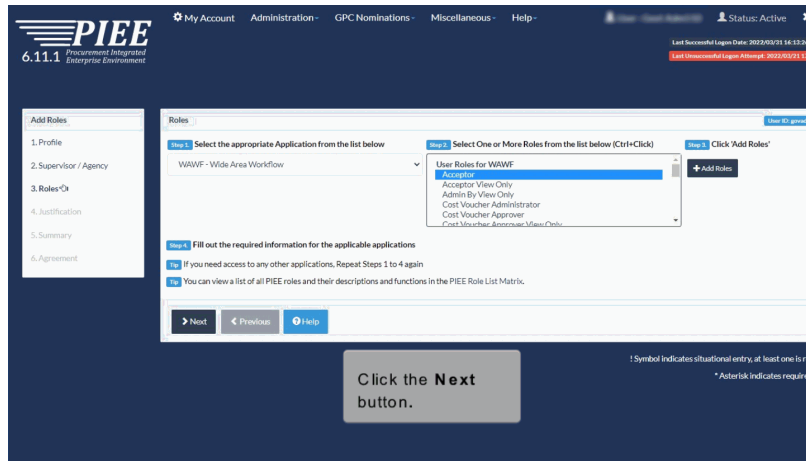 PIEE
6.11.1 Procurement Integrated Enterprise Environment
My Account Administration GPC Nominations Miscellaneous Help
Status: Active
Last Successful Logon Date: 2022/03/31 16:13:2
Last Unsuccessful Logon Attempt: 2022/03/21 1
Add Roles
1. Profile
2. Supervisor / Agency
3. Roles
4. Justification
5. Summary
6. Agreement
Roles
User ID:
Step 1. Select the appropriate Application from the list below
WAWF - Wide Area Workflow
Step 2. Select One or More Roles from the list below (Ctrl+Click)
User Roles for WAWF
Acceptor
Acceptor View Only
Admin By View Only
Cost Voucher Administrator
Cost Voucher Approver
Cost Voucher Approver View Only
Step 3. Click 'Add Roles'
+ Add Roles
Step 4. Fill out the required information for the applicable applications
Tip If you need access to any other applications, Repeat Steps 1 to 4 again
Tip You can view a list of all PIEE roles and their descriptions and functions in the PIEE Role List Matrix.
Next Previous Help
! Symbol indicates situational entry, at least one is r
* Asterisk indicates require
Click the Next
button.